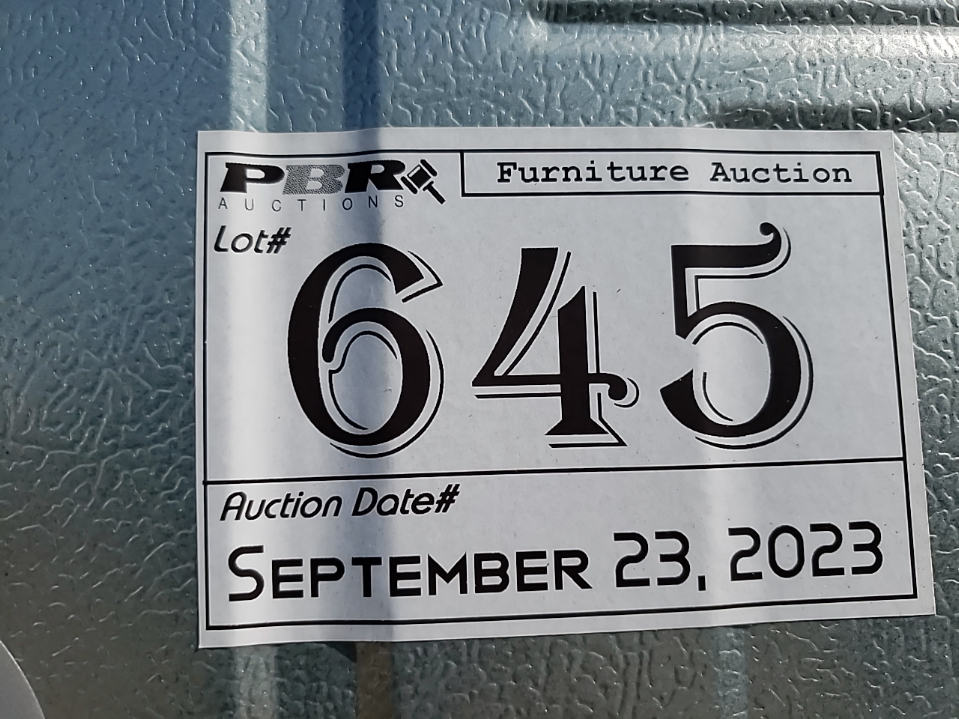 PBR
AUCTIONS
Furniture Auction
Lot#
645
Auction Date#
SEPTEMBER 23, 2023